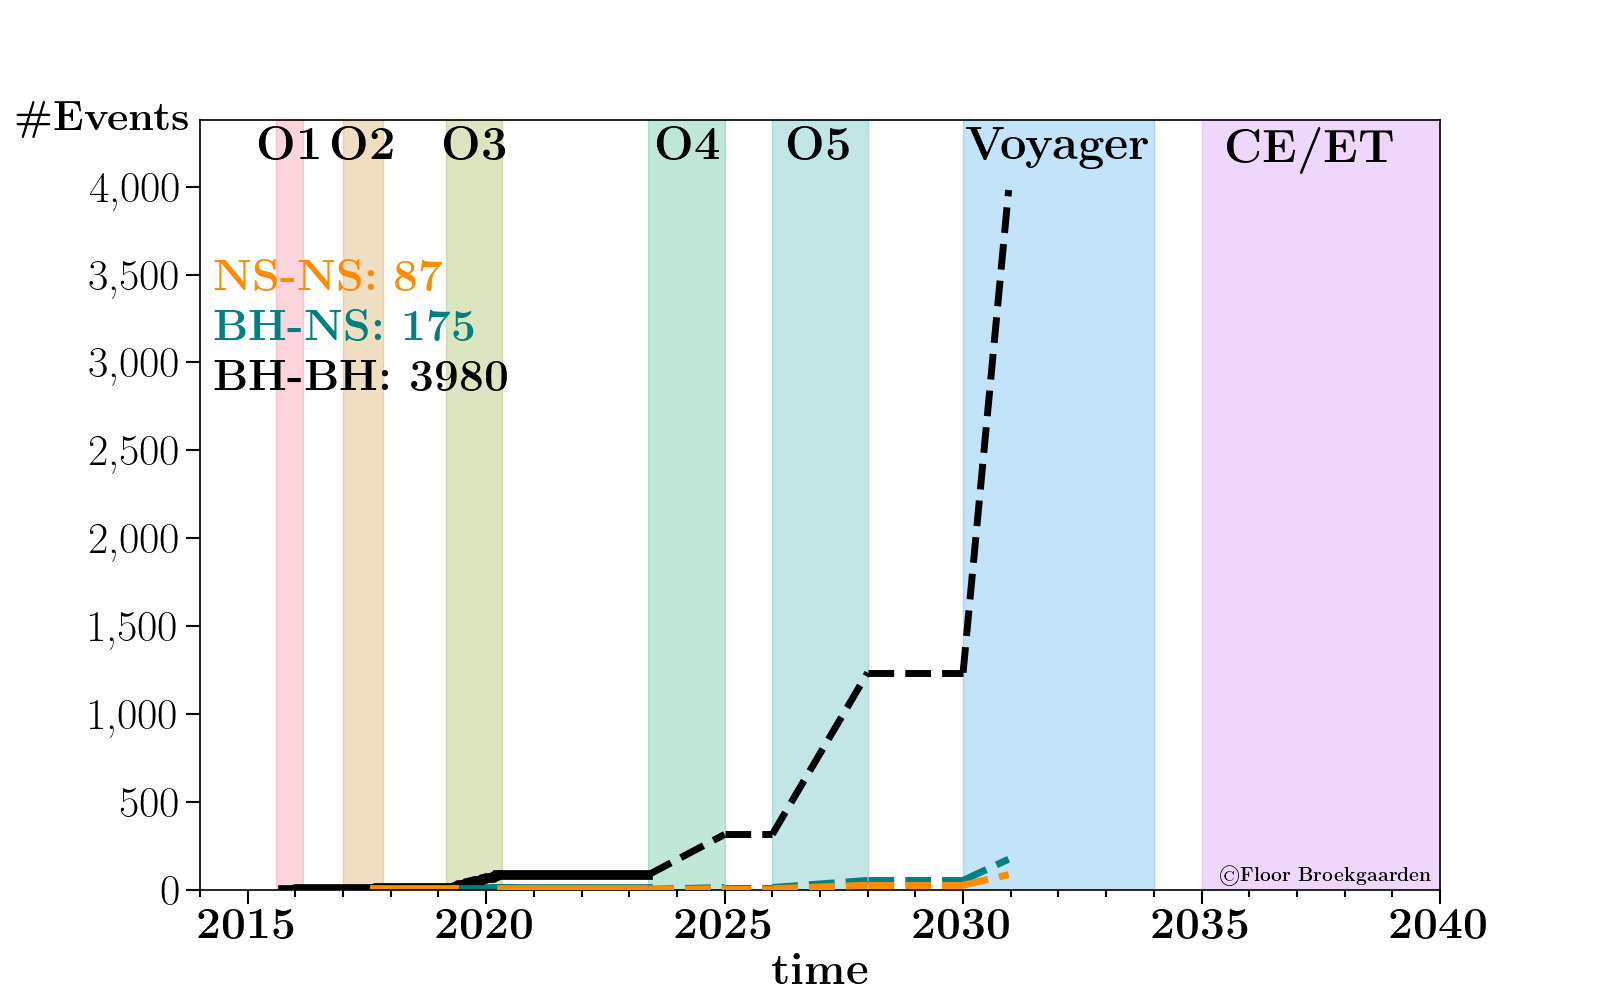 #Events
O1 O2 O3 O4 O5 Voyager CE/ET
4,000
3,500
3,000
2,500
2,000
1,500
1,000
500
0
NS-NS: 87
BH-NS: 175
BH-BH: 3980
©Floor Broekgaarden
2015 2020 2025 2030 2035 2040
time